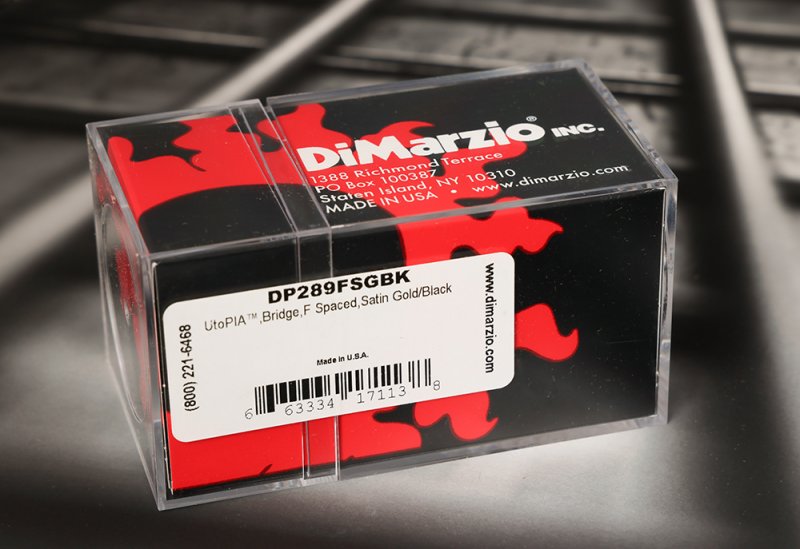 DiMarzio® INC.
1388 Richmond Terrace
PO Box 100387
Staten Island, NY 10310
MADE IN USA • www.dimarzio.com
DP289FSGBK
UtoPIA™,Bridge,F Spaced,Satin Gold/Black
Made in U.S.A.
6 63334 17113 8
(800) 221-6468
www.dimarzio.com